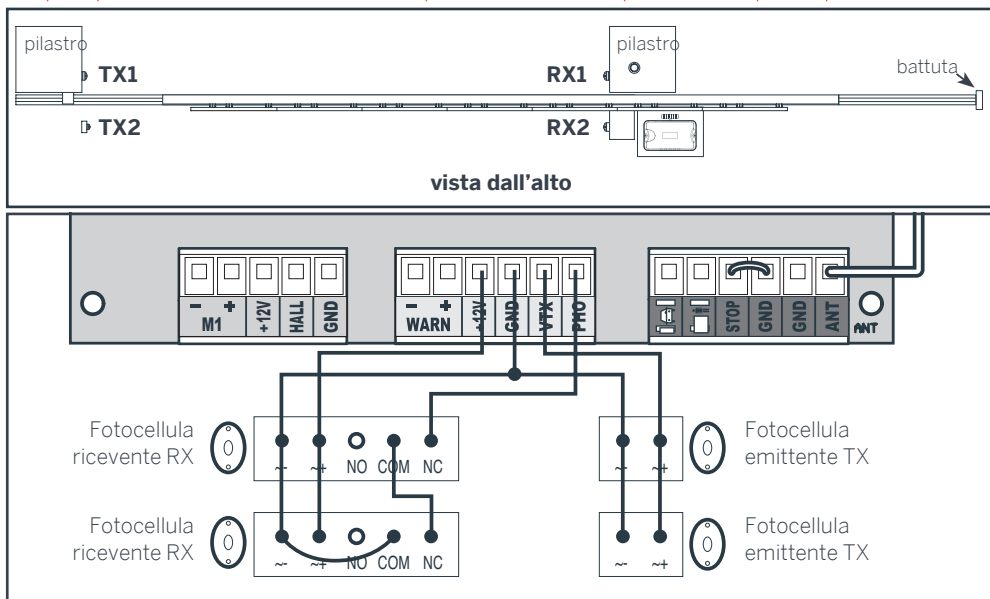 pilastro
pilastro
TX1
RX1
battuta
TX2
RX2
vista dall'alto
- + +12V HALL GND
M1
- + +12V GND VTX PHO
WARN
STOP GND GND ANT
ANT
Fotocellula
ricevente RX
~- ~+ NO COM NC
~- ~+
Fotocellula
emittente TX
Fotocellula
ricevente RX
~- ~+ NO COM NC
~- ~+
Fotocellula
emittente TX